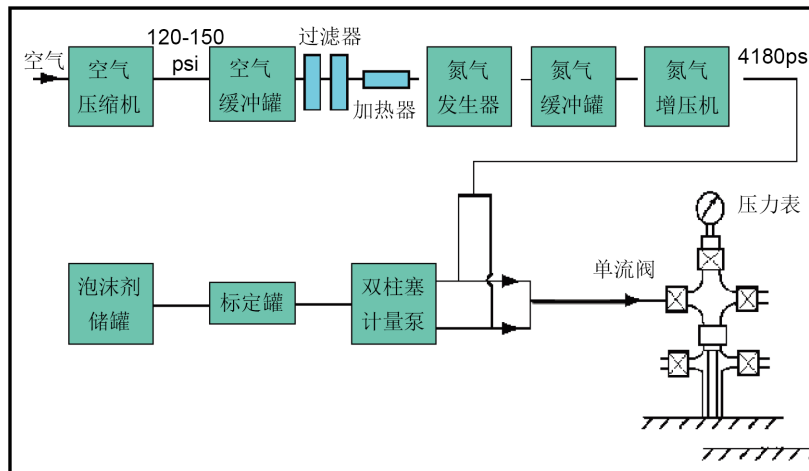 空气
空气
压缩机
120-150
psi
空气
缓冲罐
过滤器
加热器
氮气
发生器
氮气
缓冲罐
氮气
增压机
4180ps
压力表
泡沫剂
储罐
标定罐
双柱塞
计量泵
单流阀